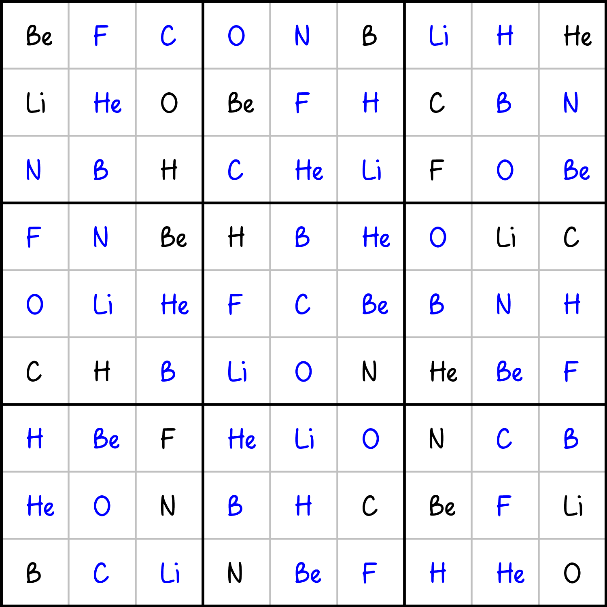 Be F C O N B Li H He
Li He O Be F H C B N
N B H C He Li F O Be
F N Be H B He O Li C
O Li He F C Be B N H
C H B Li O N He Be F
H Be F He Li O N C B
He O N B H C Be F Li
B C Li N Be F H He O